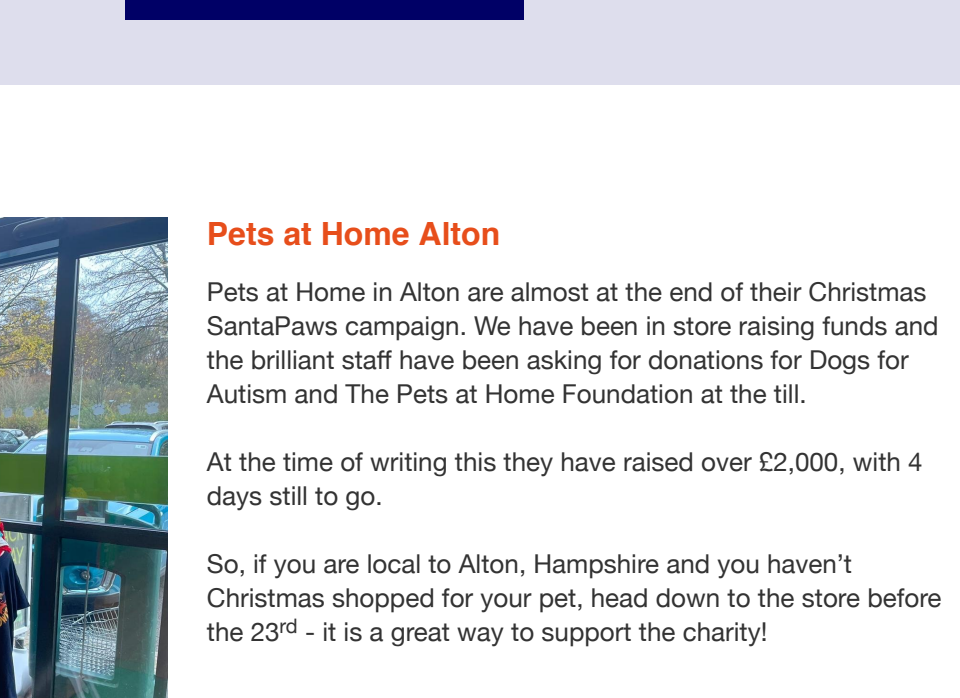 Pets at Home Alton
Pets at Home in Alton are almost at the end of their Christmas
SantaPaws campaign. We have been in store raising funds and
the brilliant staff have been asking for donations for Dogs for
Autism and The Pets at Home Foundation at the till.
At the time of writing this they have raised over £2,000, with 4
days still to go.
So, if you are local to Alton, Hampshire and you haven’t
Christmas shopped for your pet, head down to the store before
the 23rd - it is a great way to support the charity!